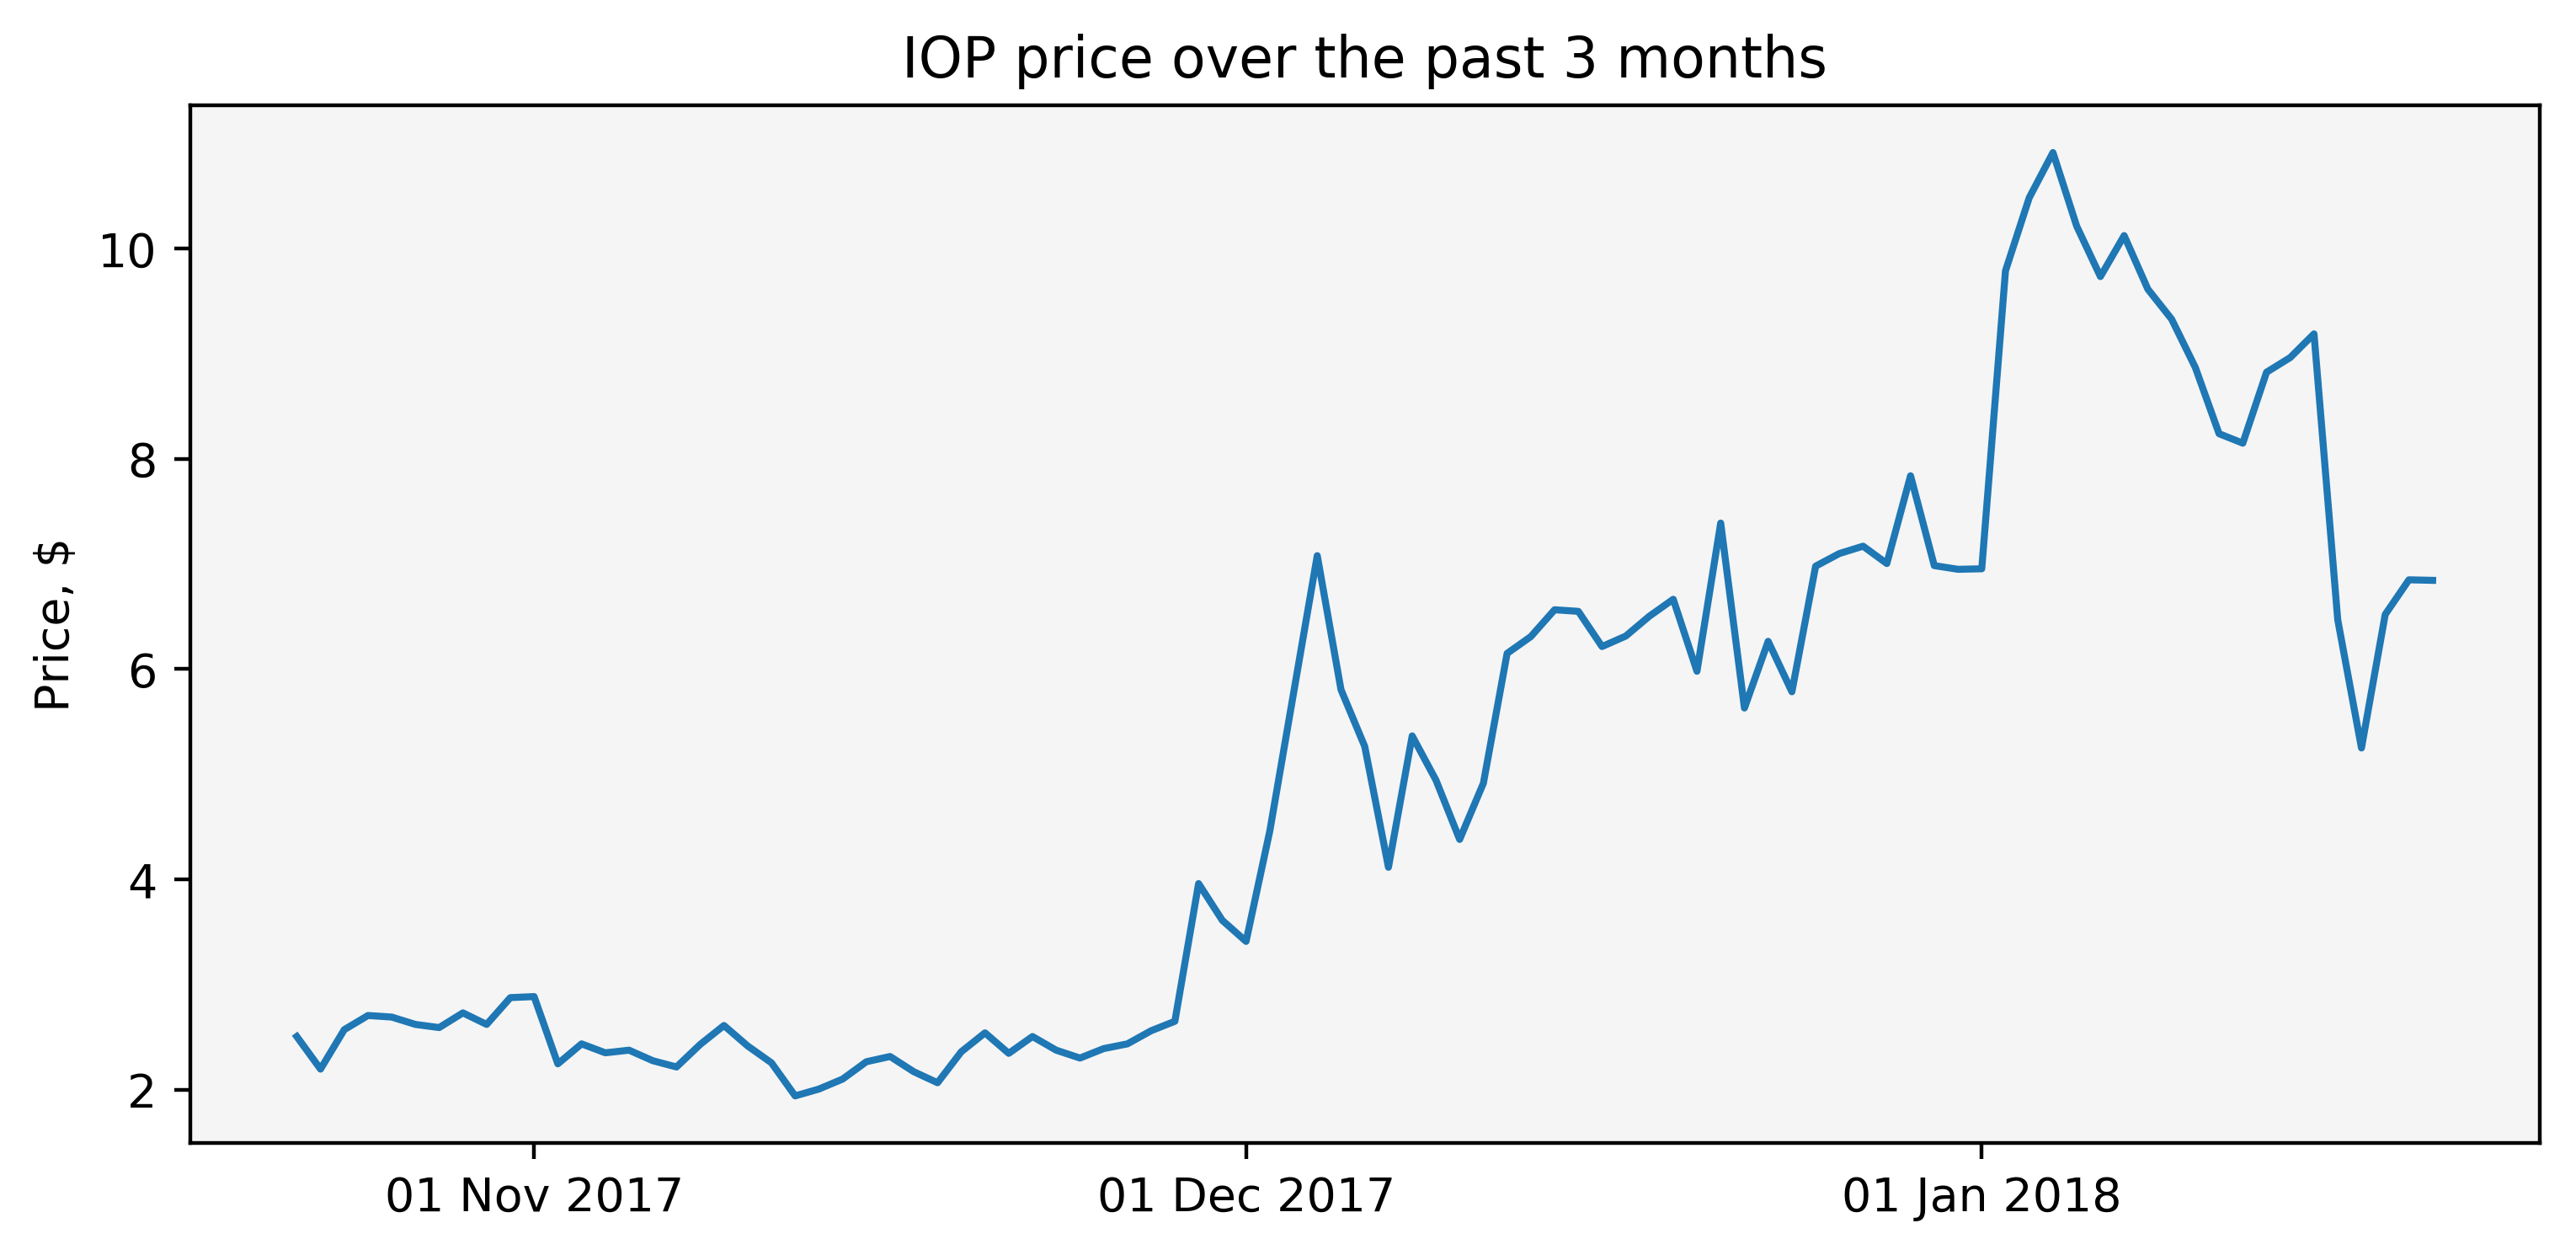 IOP price over the past 3 months
Price, $
10
8
6
4
2
01 Nov 2017
01 Dec 2017
01 Jan 2018